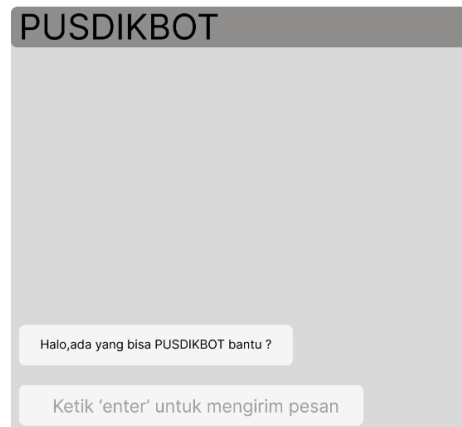 PUSDIKBOT
Halo,ada yang bisa PUSDIKBOT bantu ?
Ketik ‘enter’ untuk mengirim pesan